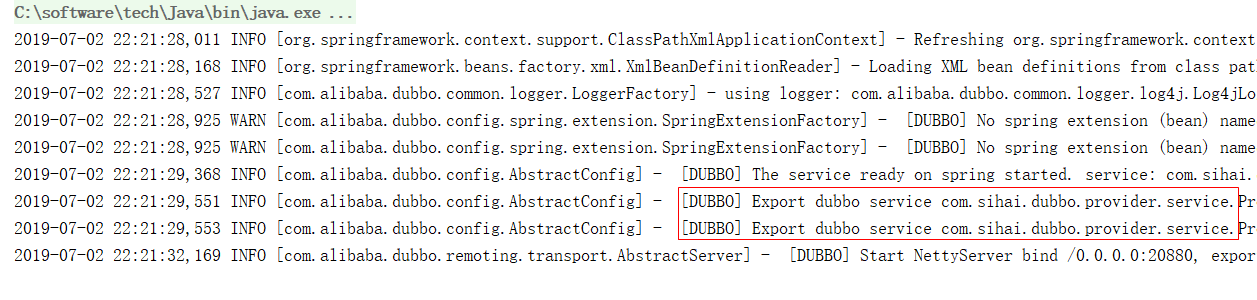 C:\software\tech\Java\bin\java.exe ...
2019-07-02 22:21:28,011 INFO [org.springframework.context.support.ClassPathXmlApplicationContext] - Refreshing org.springframework.context
2019-07-02 22:21:28,168 INFO [org.springframework.beans.factory.xml.XmlBeanDefinitionReader] - Loading XML bean definitions from class pat
2019-07-02 22:21:28,527 INFO [com.alibaba.dubbo.common.logger.LoggerFactory] - using logger: com.alibaba.dubbo.common.logger.log4j.Log4jLo
2019-07-02 22:21:28,925 WARN [com.alibaba.dubbo.config.spring.extension.SpringExtensionFactory] -  [DUBBO] No spring extension (bean) name
2019-07-02 22:21:28,925 WARN [com.alibaba.dubbo.config.spring.extension.SpringExtensionFactory] -  [DUBBO] No spring extension (bean) name
2019-07-02 22:21:29,368 INFO [com.alibaba.dubbo.config.AbstractConfig] -  [DUBBO] The service ready on spring started. service: com.sihai.
2019-07-02 22:21:29,551 INFO [com.alibaba.dubbo.config.AbstractConfig] -  [DUBBO] Export dubbo service com.sihai.dubbo.provider.service.Pr
2019-07-02 22:21:29,553 INFO [com.alibaba.dubbo.config.AbstractConfig] -  [DUBBO] Export dubbo service com.sihai.dubbo.provider.service.Pr
2019-07-02 22:21:32,169 INFO [com.alibaba.dubbo.remoting.transport.AbstractServer] -  [DUBBO] Start NettyServer bind /0.0.0.0:20880, expor